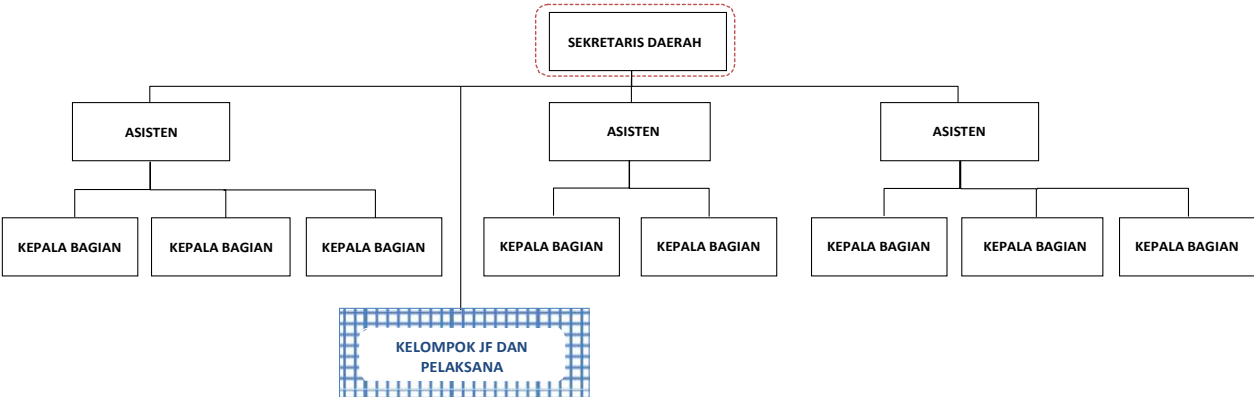 SEKRETARIS DAERAH
ASISTEN
ASISTEN
ASISTEN
KEPALA BAGIAN
KEPALA BAGIAN
KEPALA BAGIAN
KEPALA BAGIAN
KEPALA BAGIAN
KEPALA BAGIAN
KEPALA BAGIAN
KEPALA BAGIAN
KELOMPOK JF DAN
PELAKSANA